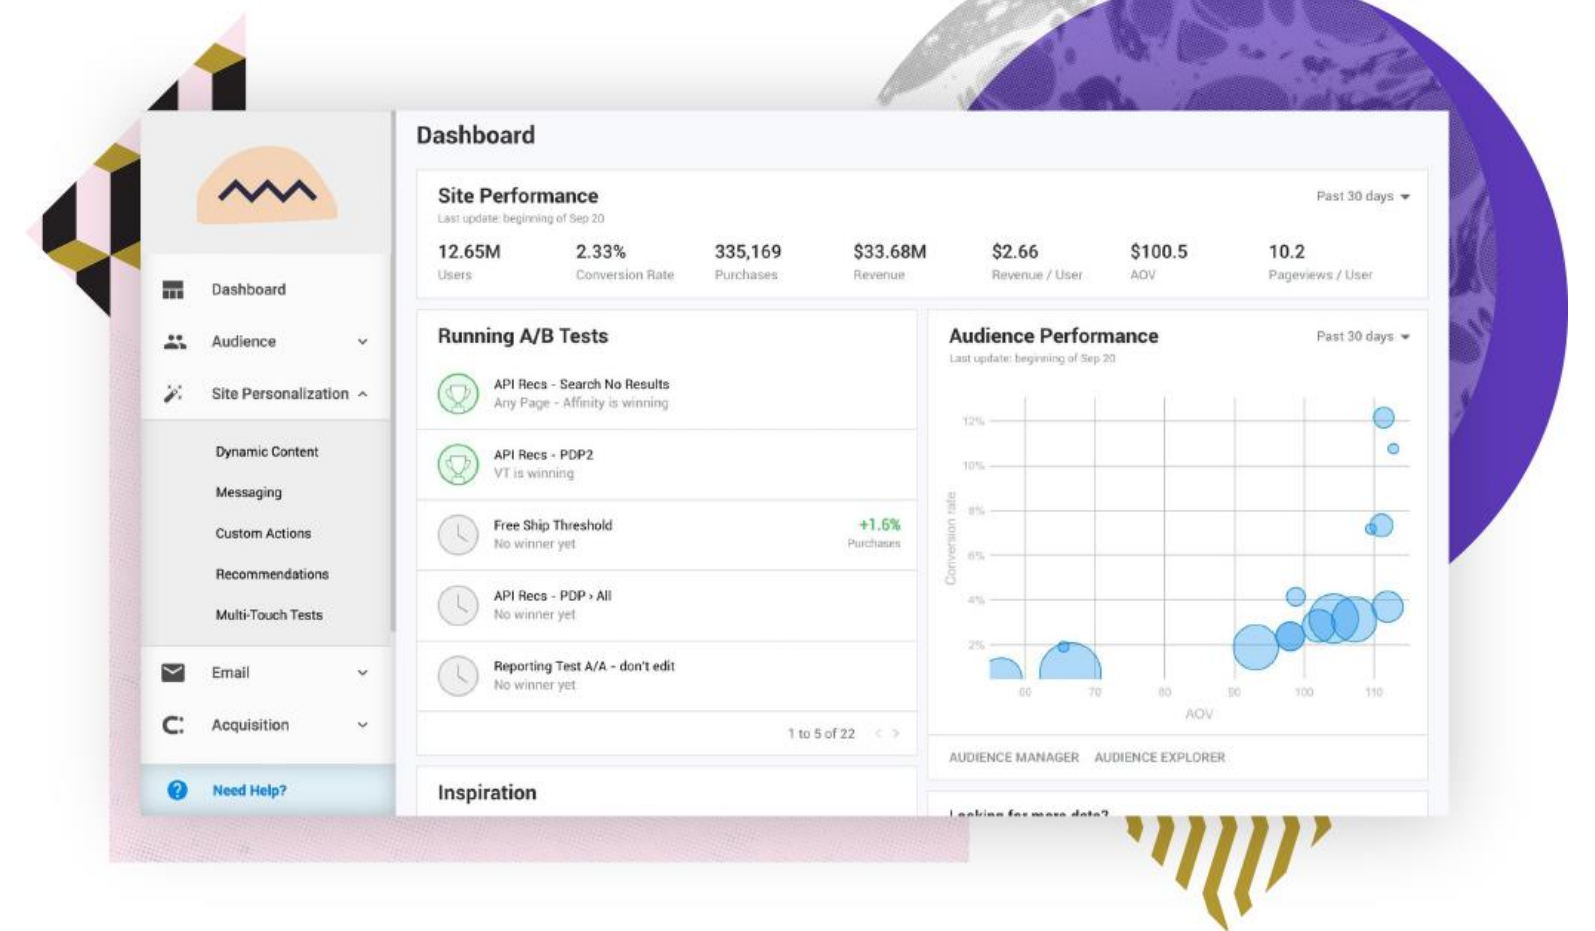 Dashboard
Audience
Site Personalization
Dynamic Content
Messaging
Custom Actions
Recommendations
Multi-Touch Tests
Email
Acquisition
Need Help?
Dashboard
Site Performance
Past 30 days
Last update: beginning of Sep 20
12.65M 2.33% 335,169 $33.68M $2.66 $100.5 10.2
Users Conversion Rate Purchases Revenue Revenue / User AOV Pageviews / User
Running A/B Tests
API Recs - Search No Results
Any Page - Affinity is winning
API Recs - PDP2
VT is winning
Free Ship Threshold
No winner yet
+1.6%
Purchases
API Recs - PDP › All
No winner yet
Reporting Test A/A - don't edit
No winner yet
1 to 5 of 22 < >
Inspiration
Audience Performance
Past 30 days
Last update: beginning of Sep 20
Conversion rate
12%
10%
8%
6%
4%
2%
60 70 80 90 100 110
AOV
AUDIENCE MANAGER AUDIENCE EXPLORER
Looking for more data?